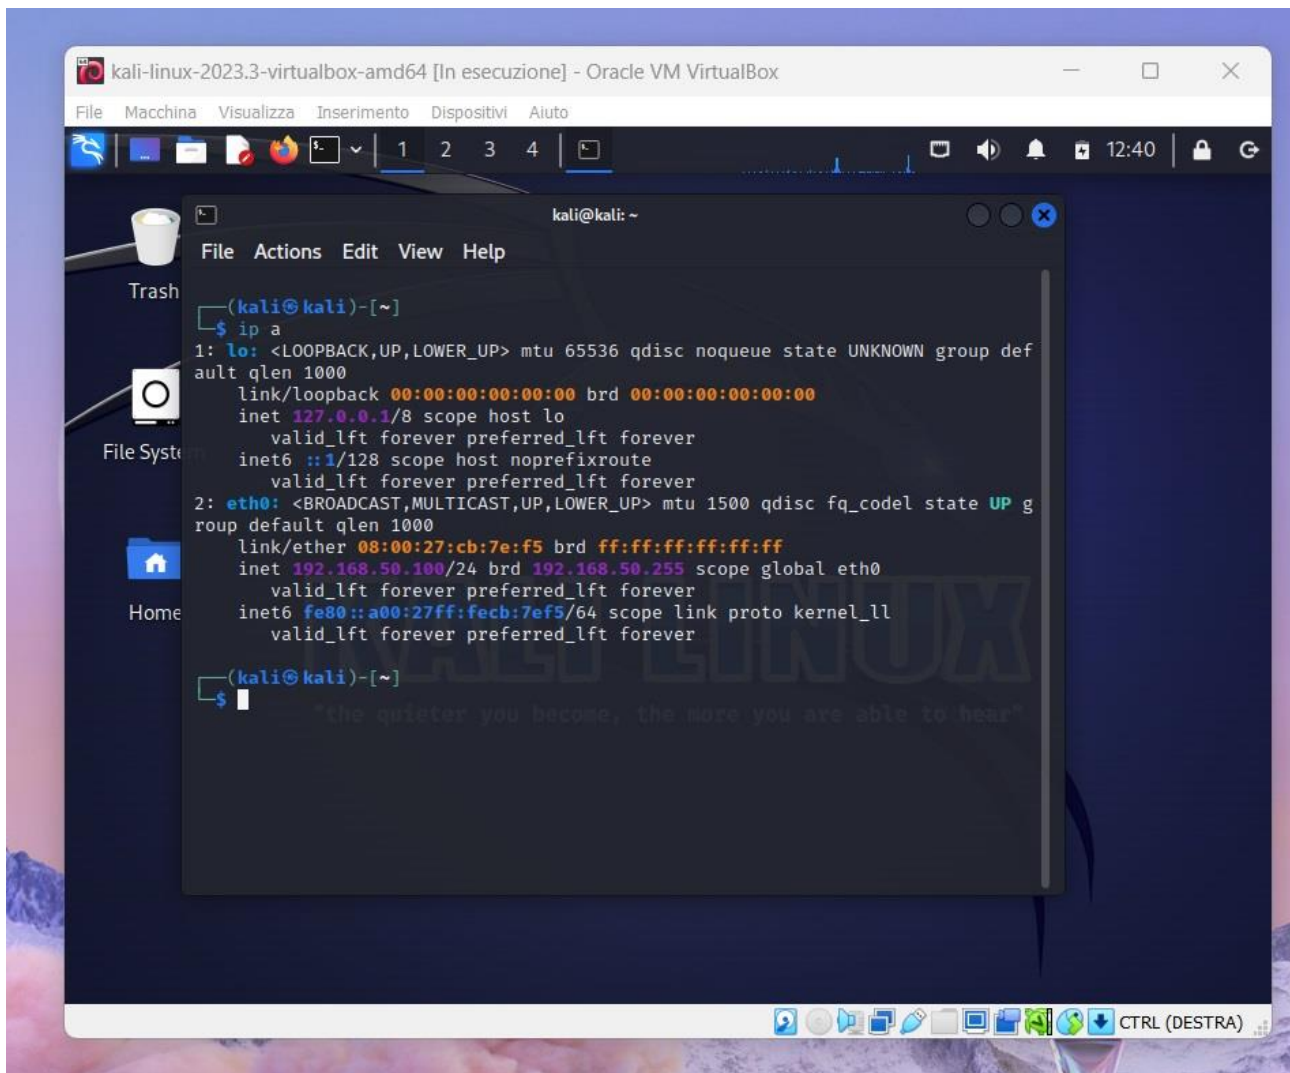 kali-linux-2023.3-virtualbox-amd64 [In esecuzione] - Oracle VM VirtualBox
File Macchina Visualizza Inserimento Dispositivi Aiuto
1 2 3 4 12:40
kali@kali: ~
File Actions Edit View Help
Trash
File Syste
Home
┌──(kali㉿kali)-[~]
└─$ ip a
1: lo: <LOOPBACK,UP,LOWER_UP> mtu 65536 qdisc noqueue state UNKNOWN group def
ault qlen 1000
link/loopback 00:00:00:00:00:00 brd 00:00:00:00:00:00
inet 127.0.0.1/8 scope host lo
valid_lft forever preferred_lft forever
inet6 ::1/128 scope host noprefixroute
valid_lft forever preferred_lft forever
2: eth0: <BROADCAST,MULTICAST,UP,LOWER_UP> mtu 1500 qdisc fq_codel state UP g
roup default qlen 1000
link/ether 08:00:27:cb:7e:f5 brd ff:ff:ff:ff:ff:ff
inet 192.168.50.100/24 brd 192.168.50.255 scope global eth0
valid_lft forever preferred_lft forever
inet6 fe80::a00:27ff:fecb:7ef5/64 scope link proto kernel_ll
valid_lft forever preferred_lft forever
┌──(kali㉿kali)-[~]
└─$
KALI LINUX
"the quieter you become, the more you are able to hear"
CTRL (DESTRA)